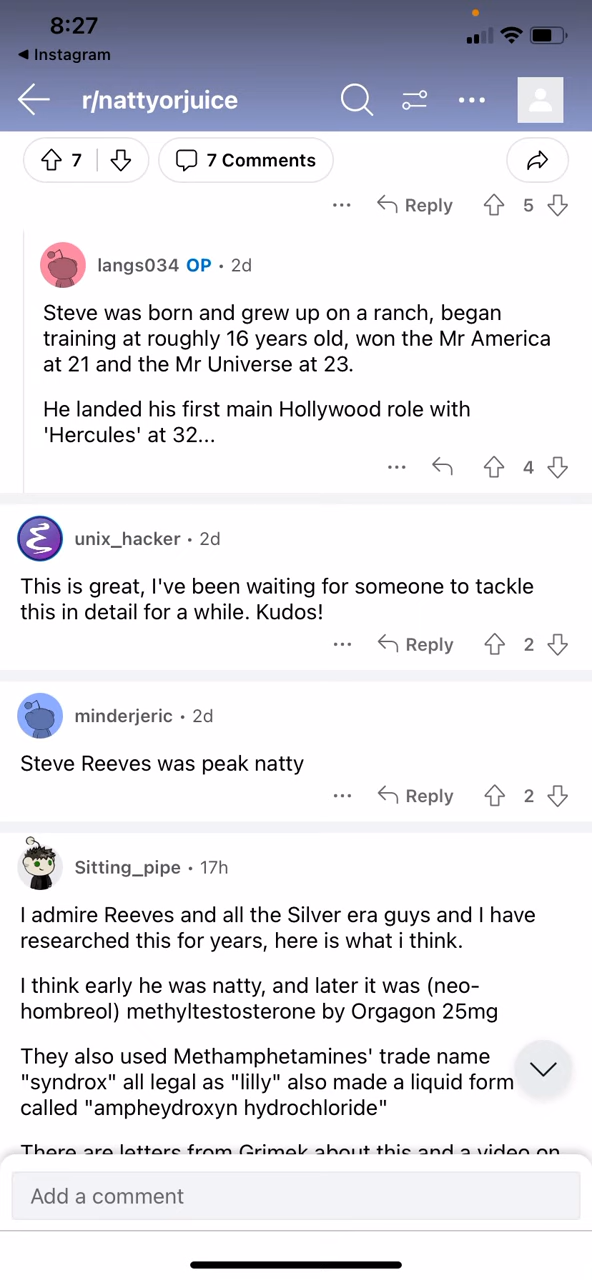 8:27
◀ Instagram
r/nattyorjuice
7
7 Comments
Reply 5
langs034 OP • 2d
Steve was born and grew up on a ranch, began
training at roughly 16 years old, won the Mr America
at 21 and the Mr Universe at 23.
He landed his first main Hollywood role with
'Hercules' at 32...
4
unix_hacker • 2d
This is great, I've been waiting for someone to tackle
this in detail for a while. Kudos!
Reply 2
minderjeric • 2d
Steve Reeves was peak natty
Reply 2
Sitting_pipe • 17h
I admire Reeves and all the Silver era guys and I have
researched this for years, here is what i think.
I think early he was natty, and later it was (neo-
hombreol) methyltestosterone by Orgagon 25mg
They also used Methamphetamines' trade name
"syndrox" all legal as "lilly" also made a liquid form
called "ampheydroxyn hydrochloride"
There are letters from Grimek about this and a video on
Add a comment